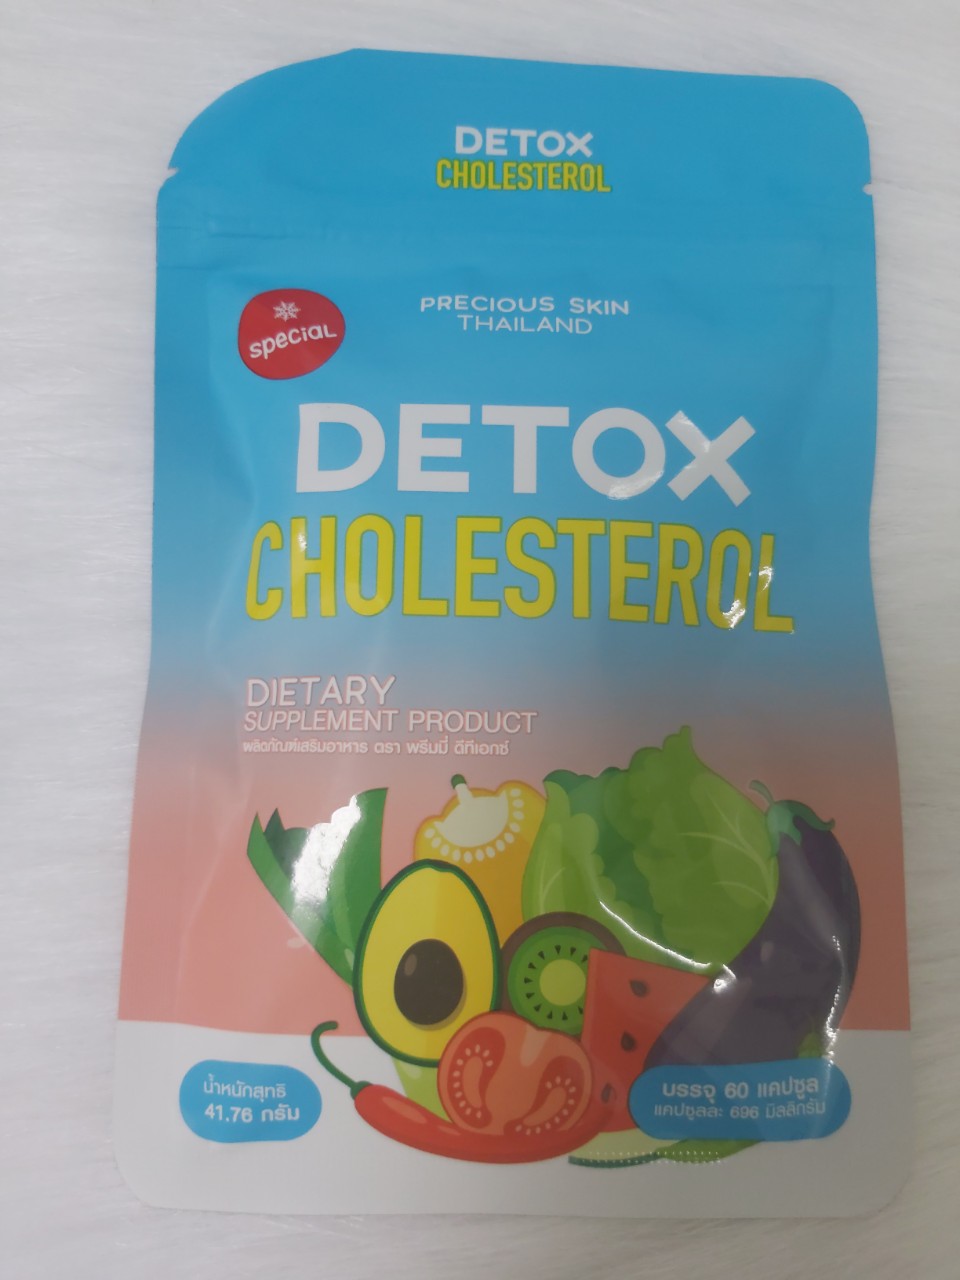 DETOX
CHOLESTEROL
special
PRECIOUS SKIN
THAILAND
DETOX
CHOLESTEROL
DIETARY
SUPPLEMENT PRODUCT
ผลิตภัณฑ์เสริมอาหาร ตรา พรีมมี่ ดีทีเอกซ์
น้ำหนักสุทธิ
41.76 กรัม
บรรจุ 60 แคปซูล
แคปซูลละ 696 มิลลิกรัม